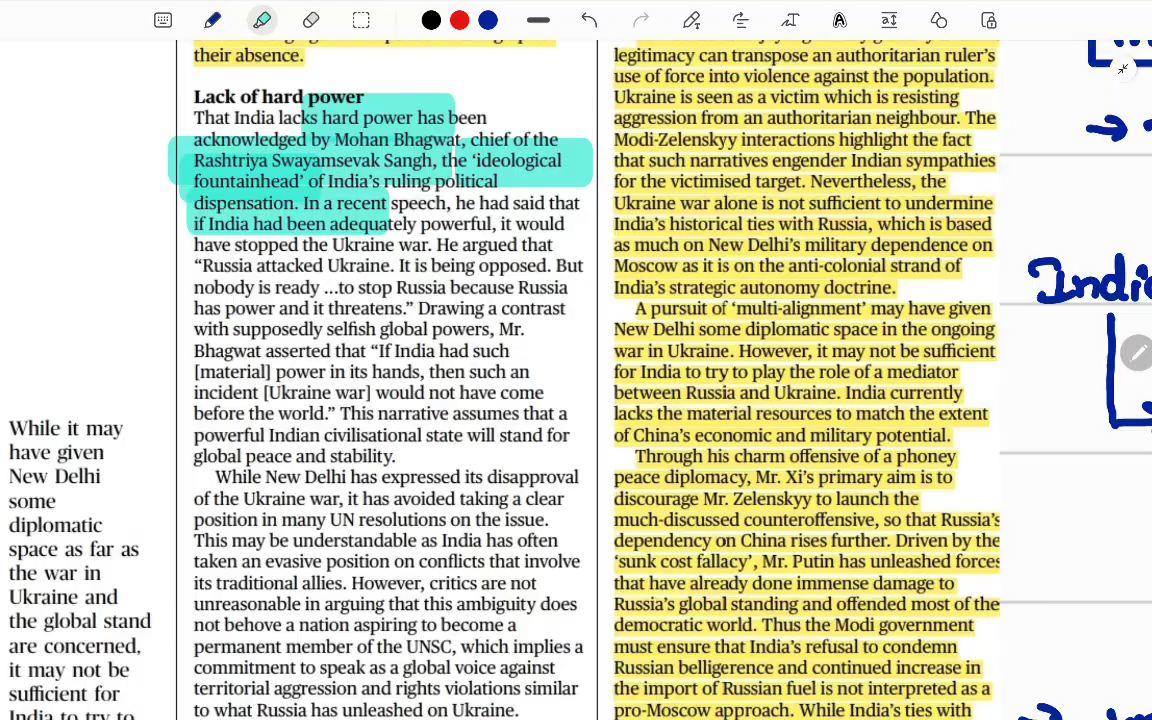 their absence.
Lack of hard power
That India lacks hard power has been
acknowledged by Mohan Bhagwat, chief of the
Rashtriya Swayamsevak Sangh, the ‘ideological
fountainhead’ of India’s ruling political
dispensation. In a recent speech, he had said that
if India had been adequately powerful, it would
have stopped the Ukraine war. He argued that
“Russia attacked Ukraine. It is being opposed. But
nobody is ready ...to stop Russia because Russia
has power and it threatens.” Drawing a contrast
with supposedly selfish global powers, Mr.
Bhagwat asserted that “If India had such
[material] power in its hands, then such an
incident [Ukraine war] would not have come
before the world.” This narrative assumes that a
powerful Indian civilisational state will stand for
global peace and stability.
While New Delhi has expressed its disapproval
of the Ukraine war, it has avoided taking a clear
position in many UN resolutions on the issue.
This may be understandable as India has often
taken an evasive position on conflicts that involve
its traditional allies. However, critics are not
unreasonable in arguing that this ambiguity does
not behove a nation aspiring to become a
permanent member of the UNSC, which implies a
commitment to speak as a global voice against
territorial aggression and rights violations similar
to what Russia has unleashed on Ukraine.
While it may
have given
New Delhi
some
diplomatic
space as far as
the war in
Ukraine and
the global stand
are concerned,
it may not be
sufficient for
India to try to
legitimacy can transpose an authoritarian ruler’s
use of force into violence against the population.
Ukraine is seen as a victim which is resisting
aggression from an authoritarian neighbour. The
Modi-Zelenskyy interactions highlight the fact
that such narratives engender Indian sympathies
for the victimised target. Nevertheless, the
Ukraine war alone is not sufficient to undermine
India’s historical ties with Russia, which is based
as much on New Delhi’s military dependence on
Moscow as it is on the anti-colonial strand of
India’s strategic autonomy doctrine.
A pursuit of ‘multi-alignment’ may have given
New Delhi some diplomatic space in the ongoing
war in Ukraine. However, it may not be sufficient
for India to try to play the role of a mediator
between Russia and Ukraine. India currently
lacks the material resources to match the extent
of China’s economic and military potential.
Through his charm offensive of a phoney
peace diplomacy, Mr. Xi’s primary aim is to
discourage Mr. Zelenskyy to launch the
much-discussed counteroffensive, so that Russia’s
dependency on China rises further. Driven by the
‘sunk cost fallacy’, Mr. Putin has unleashed forces
that have already done immense damage to
Russia’s global standing and offended most of the
democratic world. Thus the Modi government
must ensure that India’s refusal to condemn
Russian belligerence and continued increase in
the import of Russian fuel is not interpreted as a
pro-Moscow approach. While India’s ties with